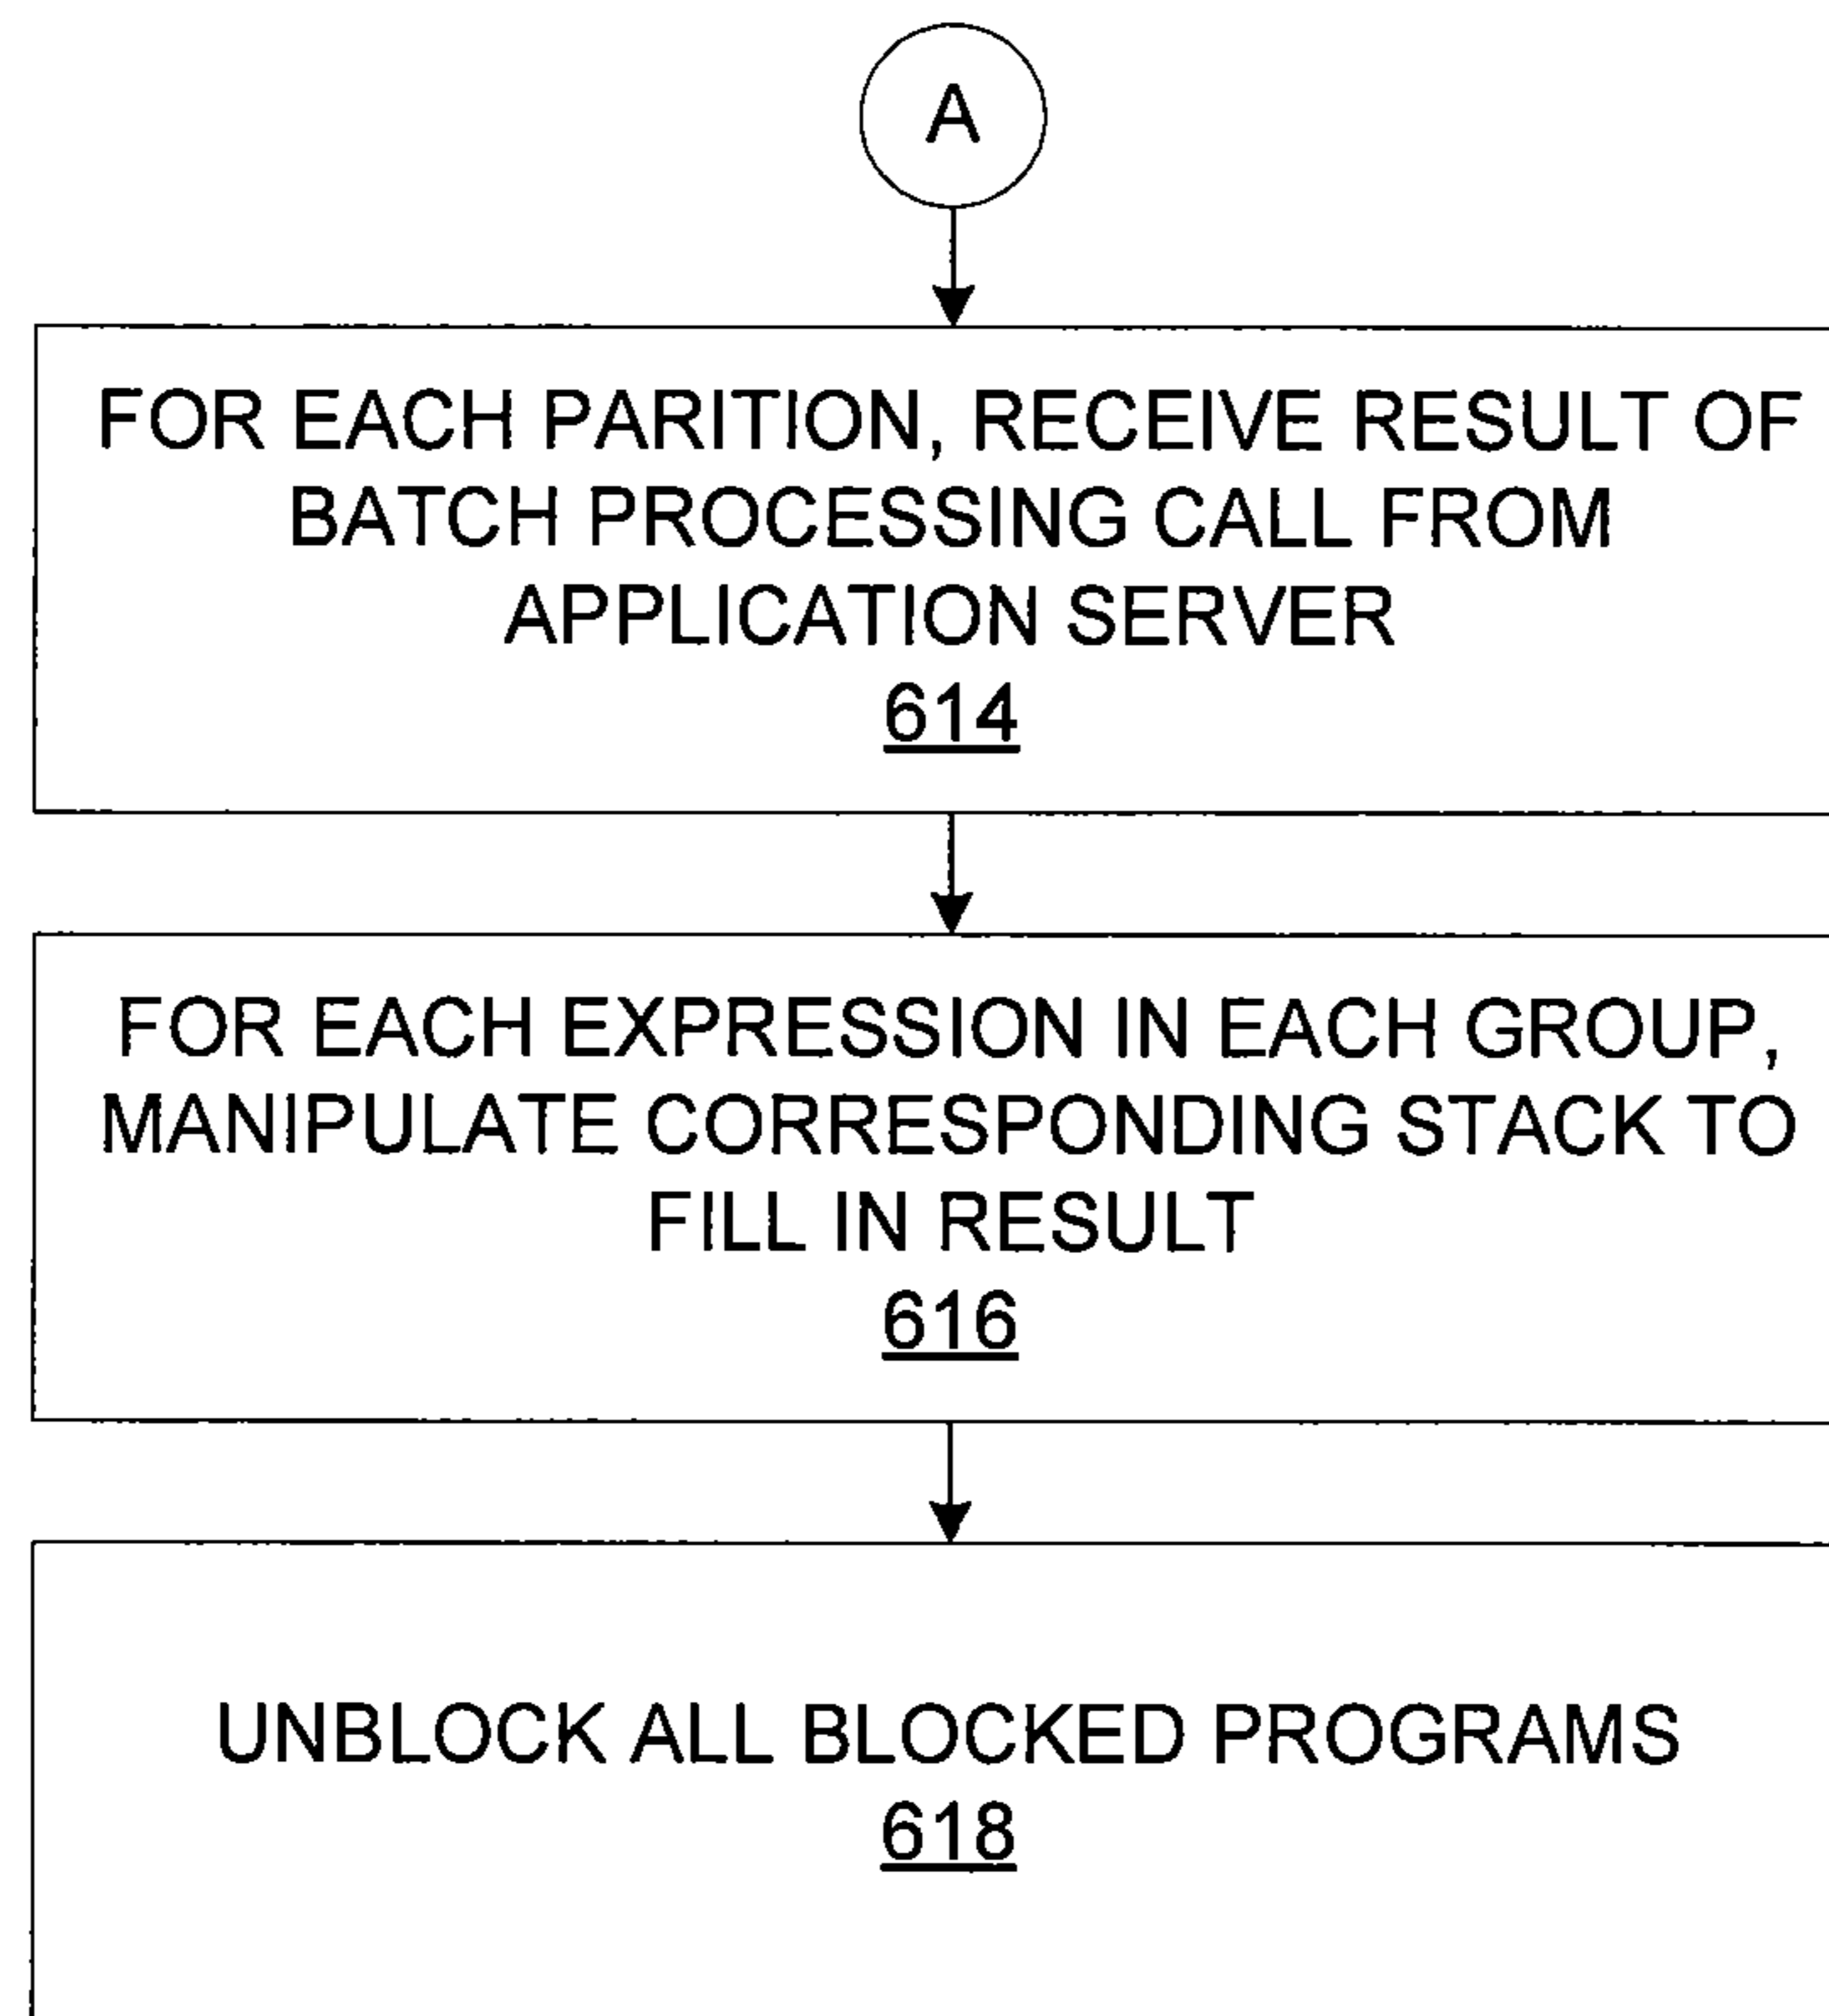 A
FOR EACH PARITION, RECEIVE RESULT OF
BATCH PROCESSING CALL FROM
APPLICATION SERVER
614
FOR EACH EXPRESSION IN EACH GROUP,
MANIPULATE CORRESPONDING STACK TO
FILL IN RESULT
616
UNBLOCK ALL BLOCKED PROGRAMS
618